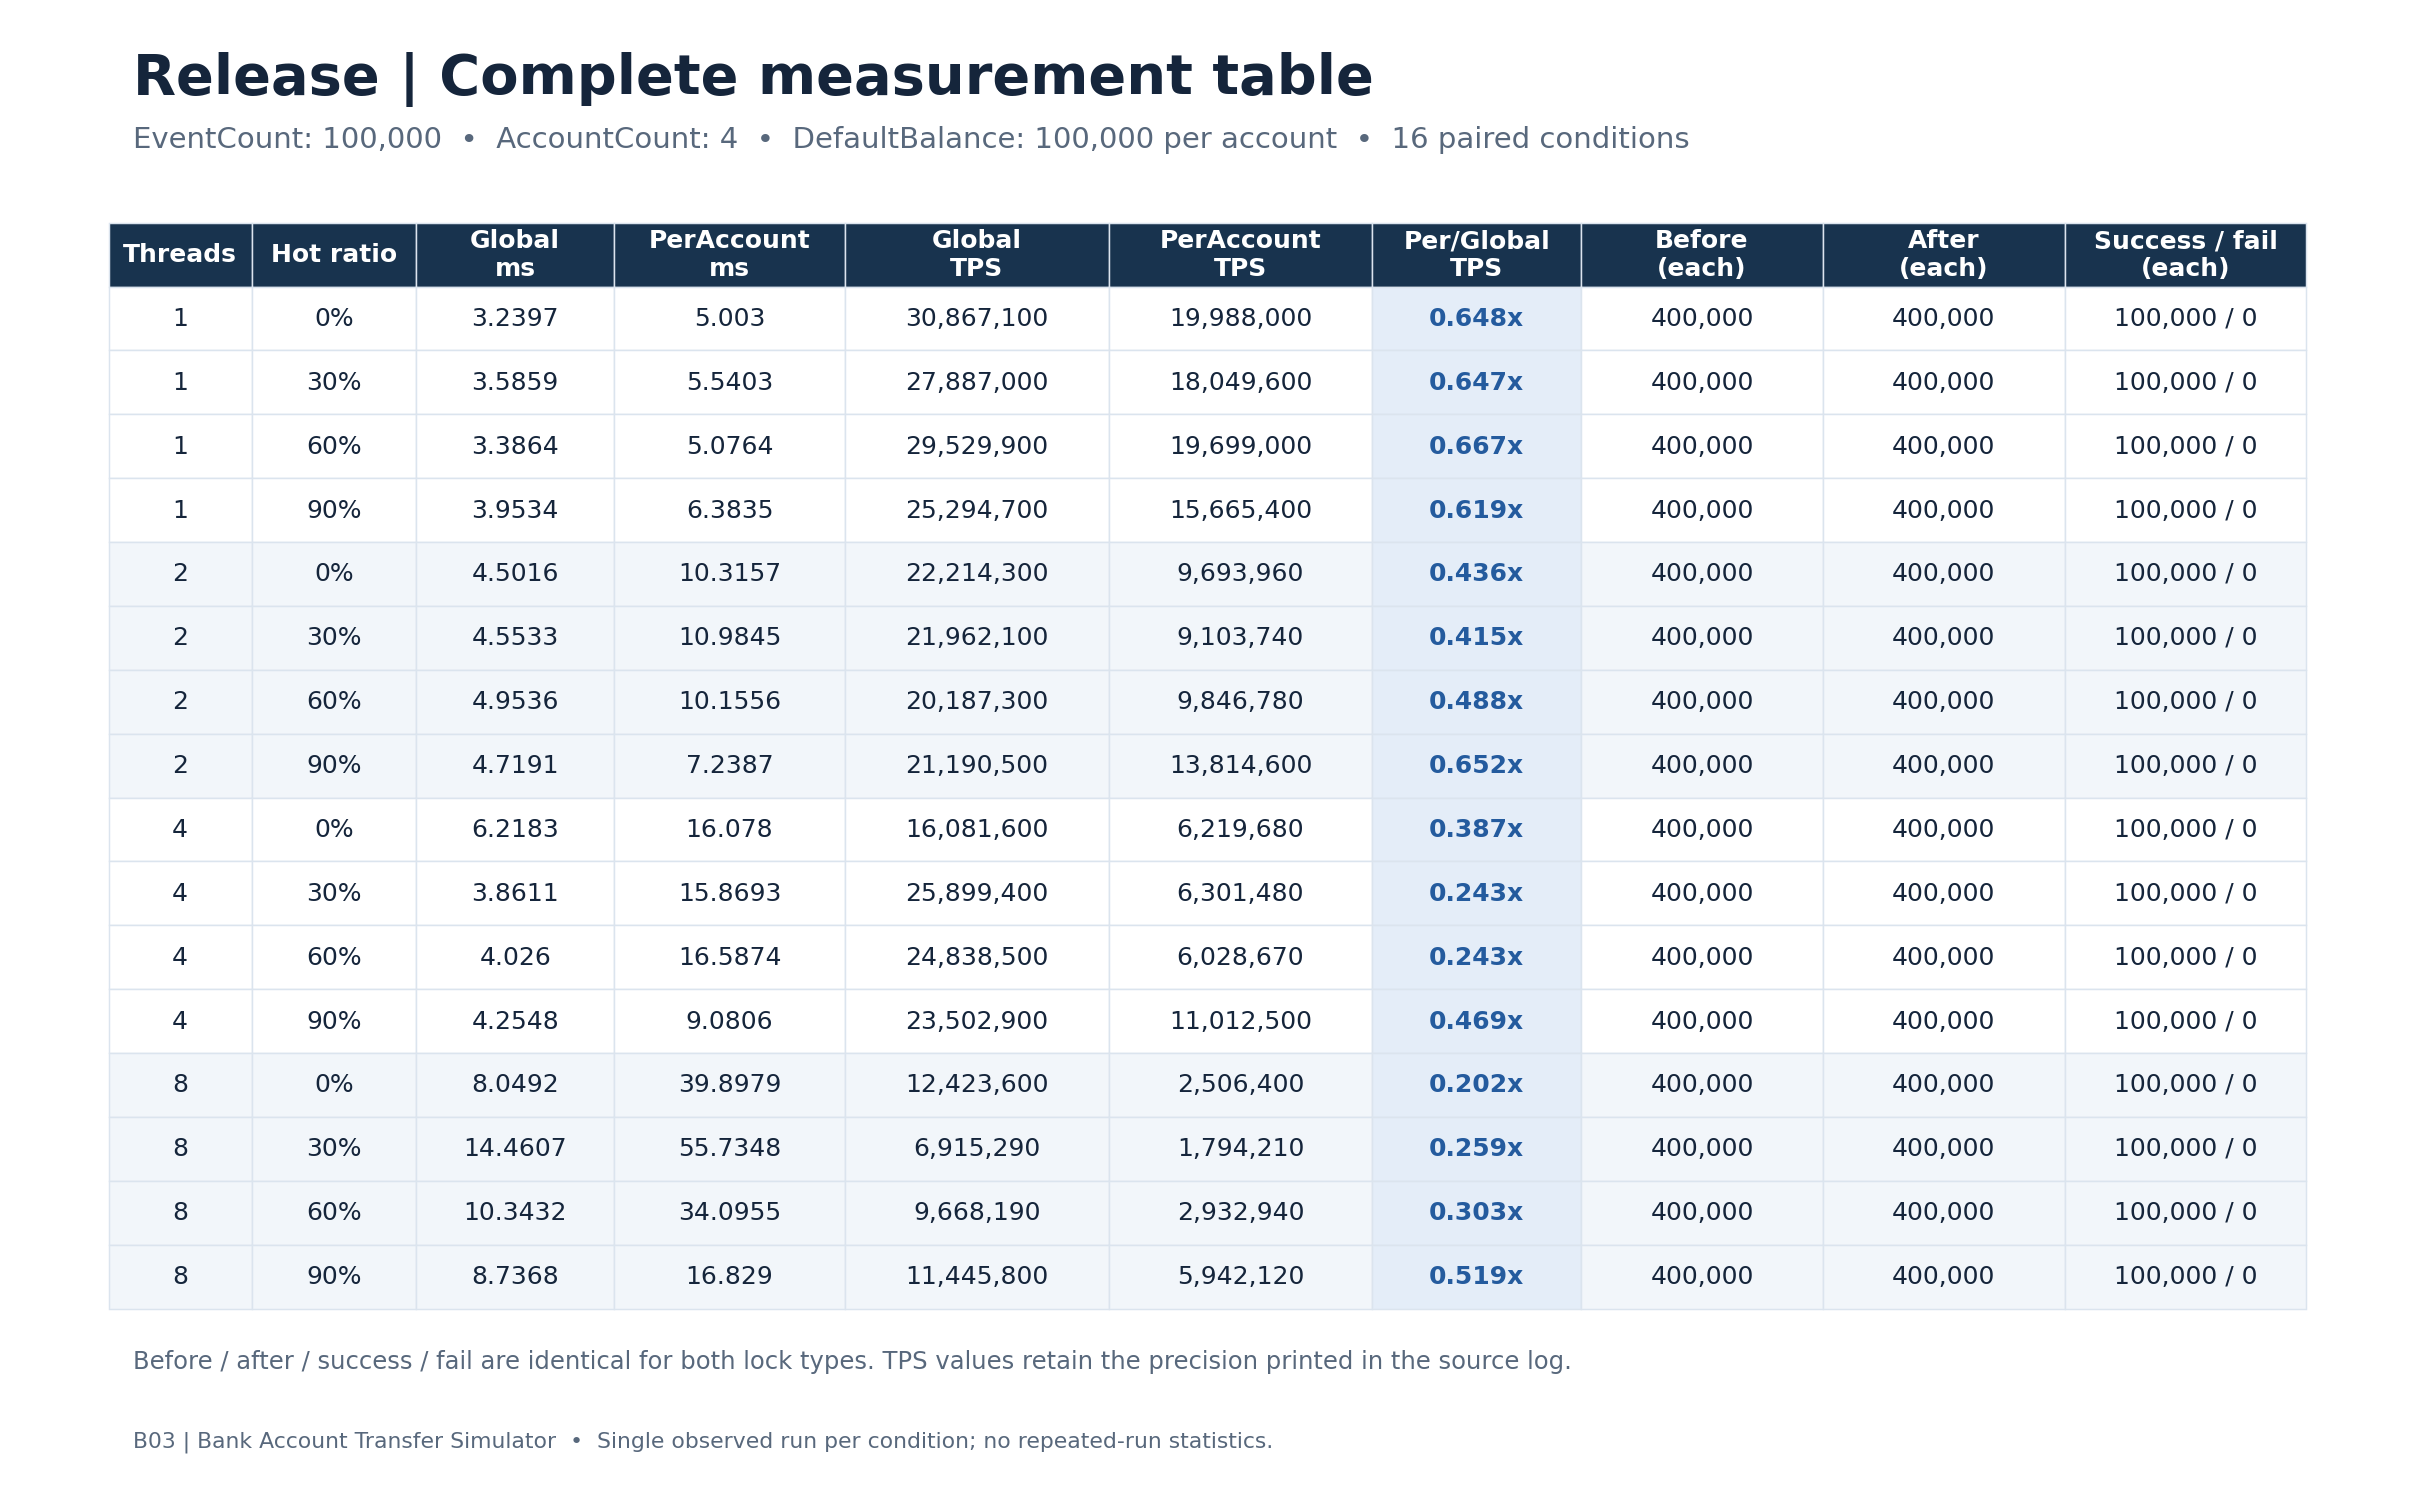 Release | Complete measurement table
EventCount: 100,000 • AccountCount: 4 • DefaultBalance: 100,000 per account • 16 paired conditions
Threads Hot ratio Global ms PerAccount ms Global TPS PerAccount TPS Per/Global TPS Before (each) After (each) Success / fail (each)
1 0% 3.2397 5.003 30,867,100 19,988,000 0.648x 400,000 400,000 100,000 / 0
1 30% 3.5859 5.5403 27,887,000 18,049,600 0.647x 400,000 400,000 100,000 / 0
1 60% 3.3864 5.0764 29,529,900 19,699,000 0.667x 400,000 400,000 100,000 / 0
1 90% 3.9534 6.3835 25,294,700 15,665,400 0.619x 400,000 400,000 100,000 / 0
2 0% 4.5016 10.3157 22,214,300 9,693,960 0.436x 400,000 400,000 100,000 / 0
2 30% 4.5533 10.9845 21,962,100 9,103,740 0.415x 400,000 400,000 100,000 / 0
2 60% 4.9536 10.1556 20,187,300 9,846,780 0.488x 400,000 400,000 100,000 / 0
2 90% 4.7191 7.2387 21,190,500 13,814,600 0.652x 400,000 400,000 100,000 / 0
4 0% 6.2183 16.078 16,081,600 6,219,680 0.387x 400,000 400,000 100,000 / 0
4 30% 3.8611 15.8693 25,899,400 6,301,480 0.243x 400,000 400,000 100,000 / 0
4 60% 4.026 16.5874 24,838,500 6,028,670 0.243x 400,000 400,000 100,000 / 0
4 90% 4.2548 9.0806 23,502,900 11,012,500 0.469x 400,000 400,000 100,000 / 0
8 0% 8.0492 39.8979 12,423,600 2,506,400 0.202x 400,000 400,000 100,000 / 0
8 30% 14.4607 55.7348 6,915,290 1,794,210 0.259x 400,000 400,000 100,000 / 0
8 60% 10.3432 34.0955 9,668,190 2,932,940 0.303x 400,000 400,000 100,000 / 0
8 90% 8.7368 16.829 11,445,800 5,942,120 0.519x 400,000 400,000 100,000 / 0
Before / after / success / fail are identical for both lock types. TPS values retain the precision printed in the source log.
B03 | Bank Account Transfer Simulator • Single observed run per condition; no repeated-run statistics.